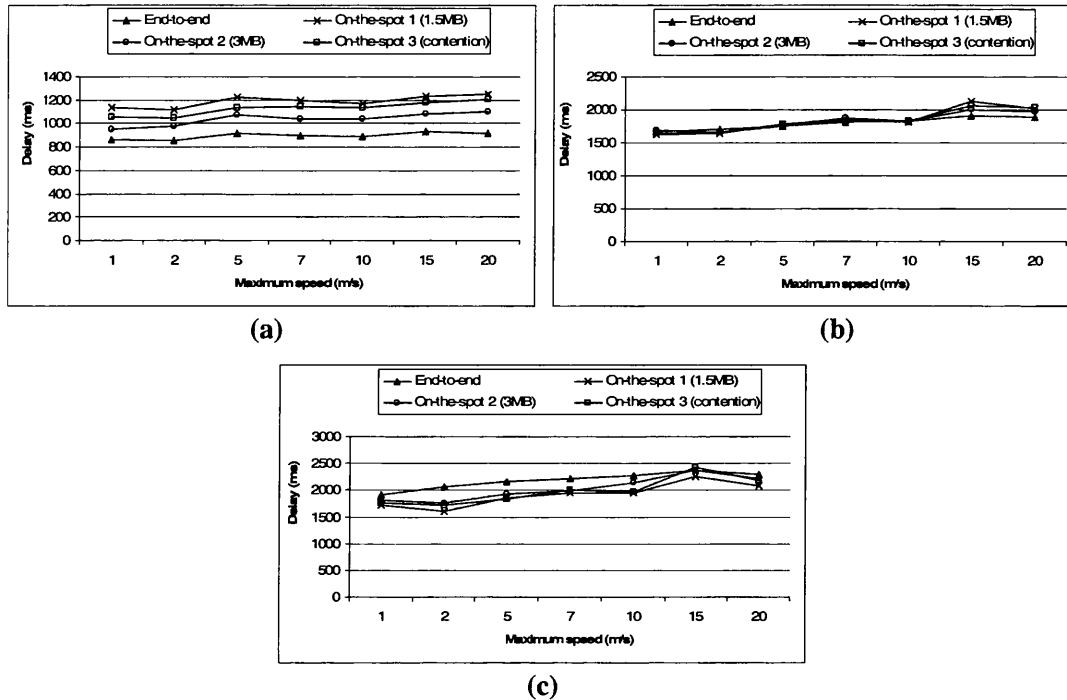 End-to-end
On-the-spot 1 (1.5MB)
On-the-spot 2 (3MB)
On-the-spot 3 (contention)
1400
1200
1000
800
600
400
200
0
Delay (ms)
1 2 5 7 10 15 20
Maximum speed (m/s)
(a)
End-to-end
On-the-spot 1 (1.5MB)
On-the-spot 2 (3MB)
On-the-spot 3 (contention)
2500
2000
1500
1000
500
0
Delay (ms)
1 2 5 7 10 15 20
Maximum speed (m/s)
(b)
End-to-end
On-the-spot 1 (1.5MB)
On-the-spot 2 (3MB)
On-the-spot 3 (contention)
3000
2500
2000
1500
1000
500
0
Delay (ms)
1 2 5 7 10 15 20
Maximum speed (m/s)
(c)